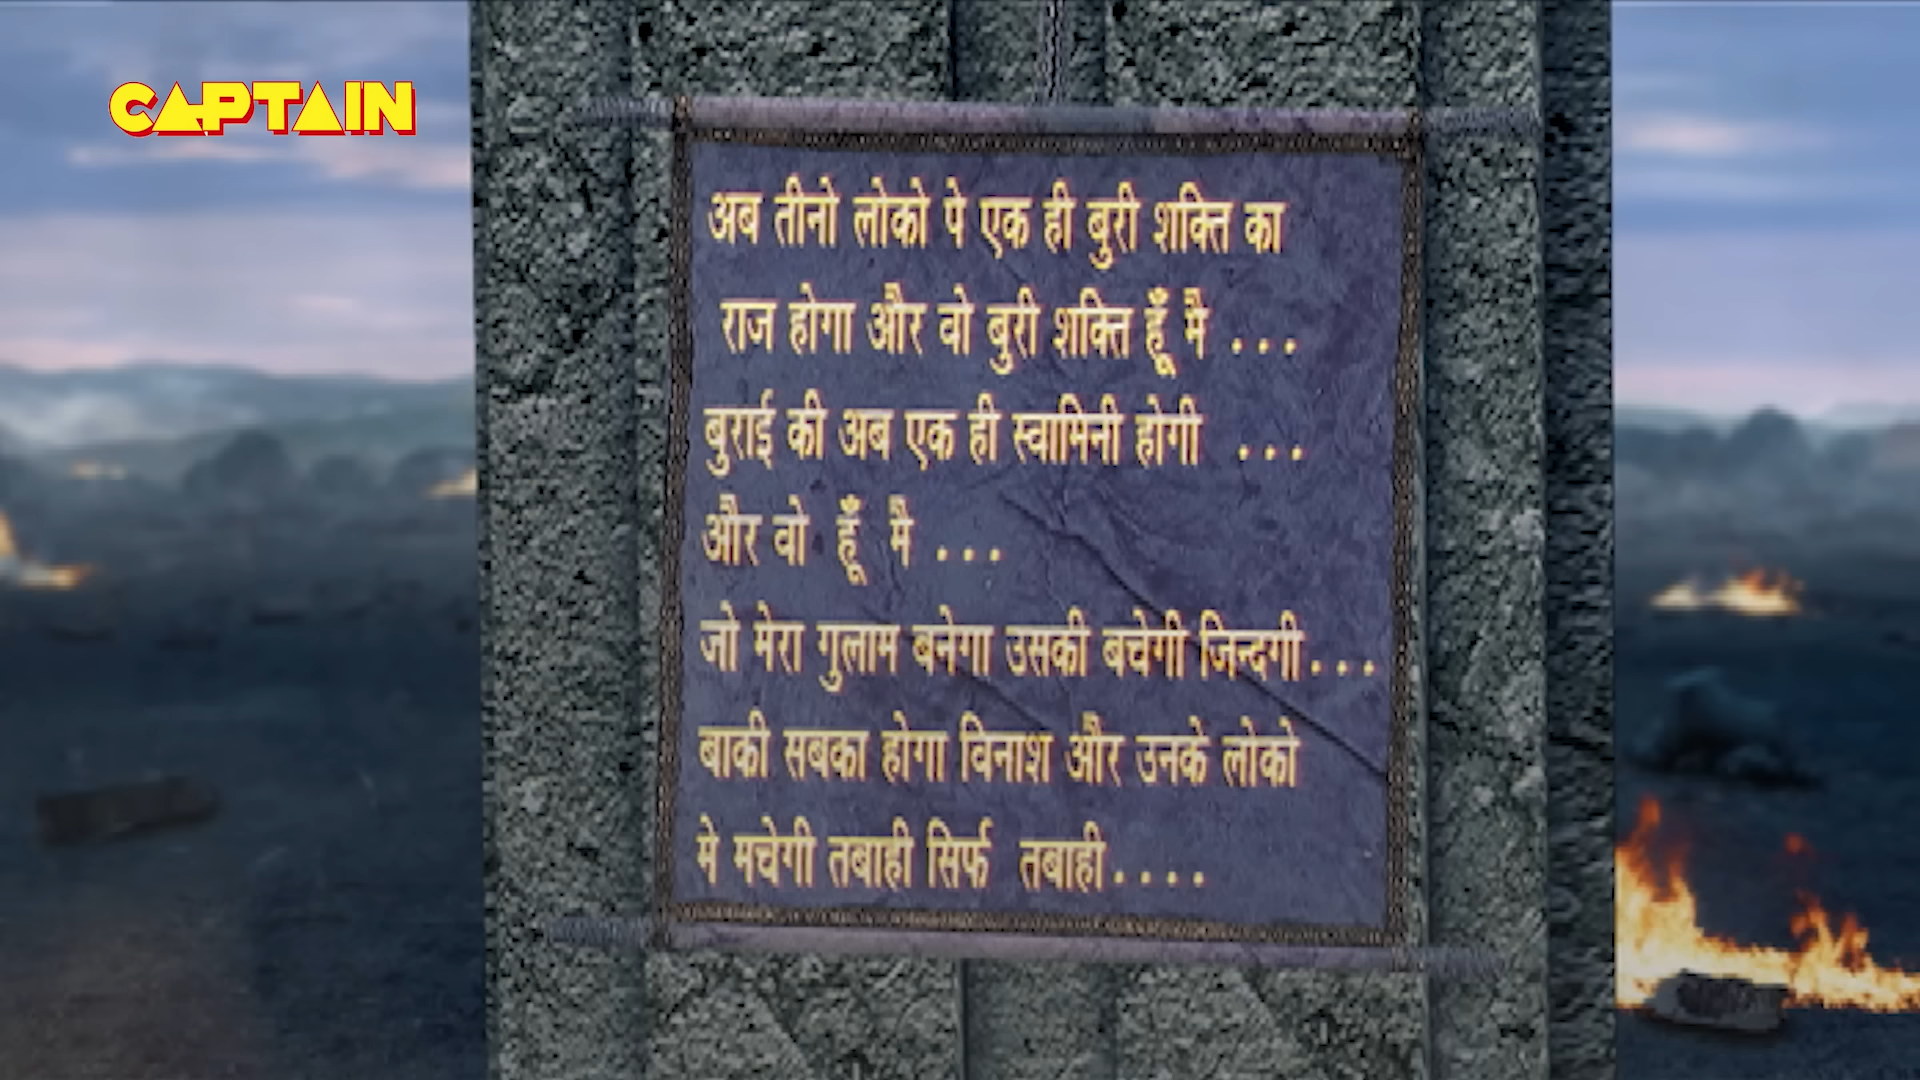 CAPTAIN
अब तीनो लोको पे एक ही बुरी शक्ति का
राज होगा और वो बुरी शक्ति हूँ मै ...
बुराई की अब एक ही स्वामिनी होगी ...
और वो हूँ मै ...
जो मेरा गुलाम बनेगा उसकी बचेगी जिन्दगी...
बाकी सबका होगा विनाश और उनके लोको
मे मचेगी तबाही सिर्फ तबाही....